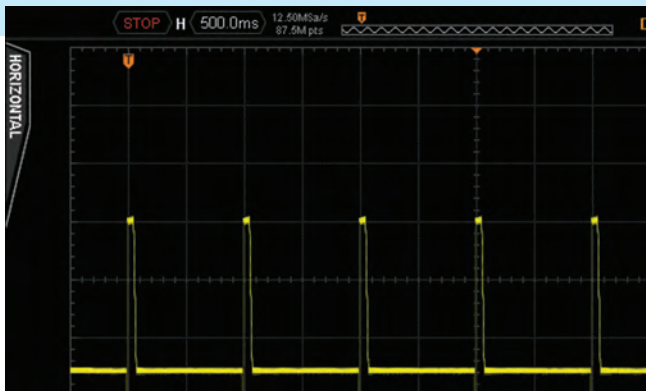 STOP H 500.0ms 12.50MSa/s
87.5M pts
T
T
HORIZONTAL